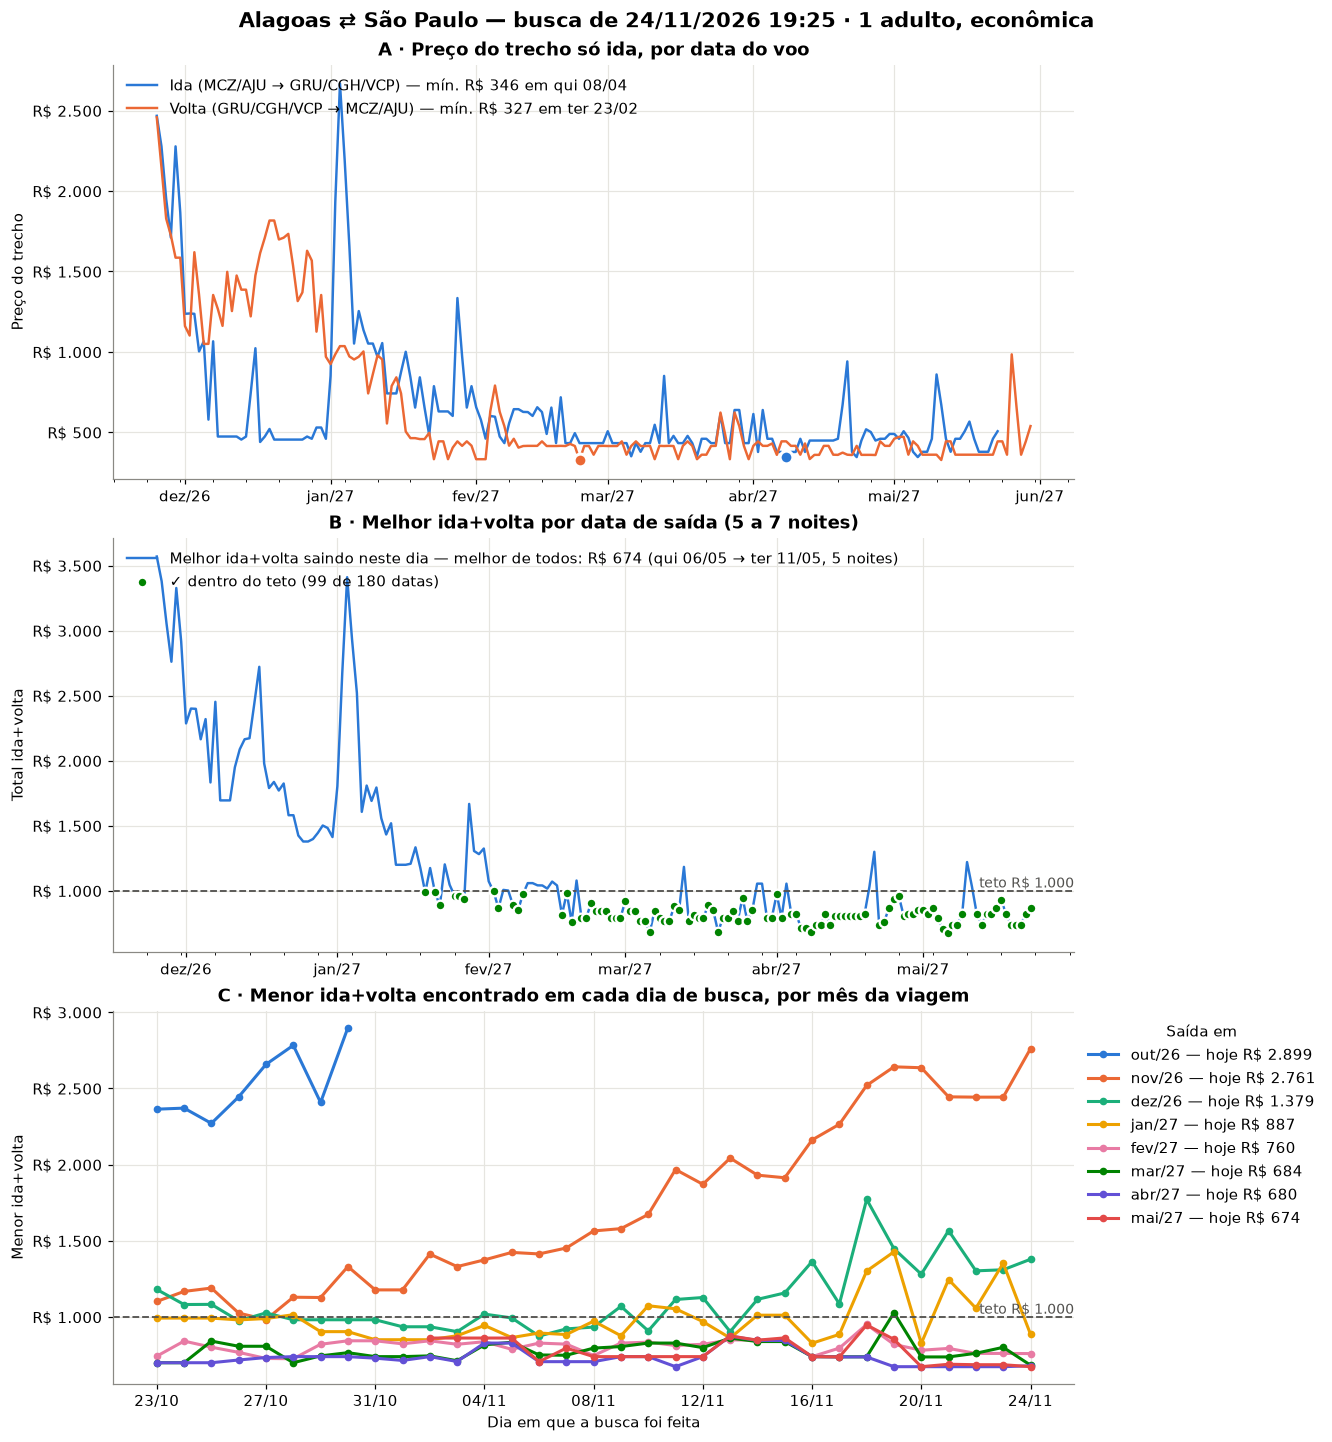 Alagoas ⇄ São Paulo — busca de 24/11/2026 19:25 · 1 adulto, econômica
A · Preço do trecho só ida, por data do voo
Ida (MCZ/AJU → GRU/CGH/VCP) — mín. R$ 346 em qui 08/04
Volta (GRU/CGH/VCP → MCZ/AJU) — mín. R$ 327 em ter 23/02
Preço do trecho
R$ 2.500
R$ 2.000
R$ 1.500
R$ 1.000
R$ 500
dez/26 jan/27 fev/27 mar/27 abr/27 mai/27 jun/27
B · Melhor ida+volta por data de saída (5 a 7 noites)
Melhor ida+volta saindo neste dia — melhor de todos: R$ 674 (qui 06/05 → ter 11/05, 5 noites)
✓ dentro do teto (99 de 180 datas)
Total ida+volta
R$ 3.500
R$ 3.000
R$ 2.500
R$ 2.000
R$ 1.500
R$ 1.000
teto R$ 1.000
dez/26 jan/27 fev/27 mar/27 abr/27 mai/27
C · Menor ida+volta encontrado em cada dia de busca, por mês da viagem
Menor ida+volta
R$ 3.000
R$ 2.500
R$ 2.000
R$ 1.500
R$ 1.000
teto R$ 1.000
23/10 27/10 31/10 04/11 08/11 12/11 16/11 20/11 24/11
Dia em que a busca foi feita
Saída em
out/26 — hoje R$ 2.899
nov/26 — hoje R$ 2.761
dez/26 — hoje R$ 1.379
jan/27 — hoje R$ 887
fev/27 — hoje R$ 760
mar/27 — hoje R$ 684
abr/27 — hoje R$ 680
mai/27 — hoje R$ 674